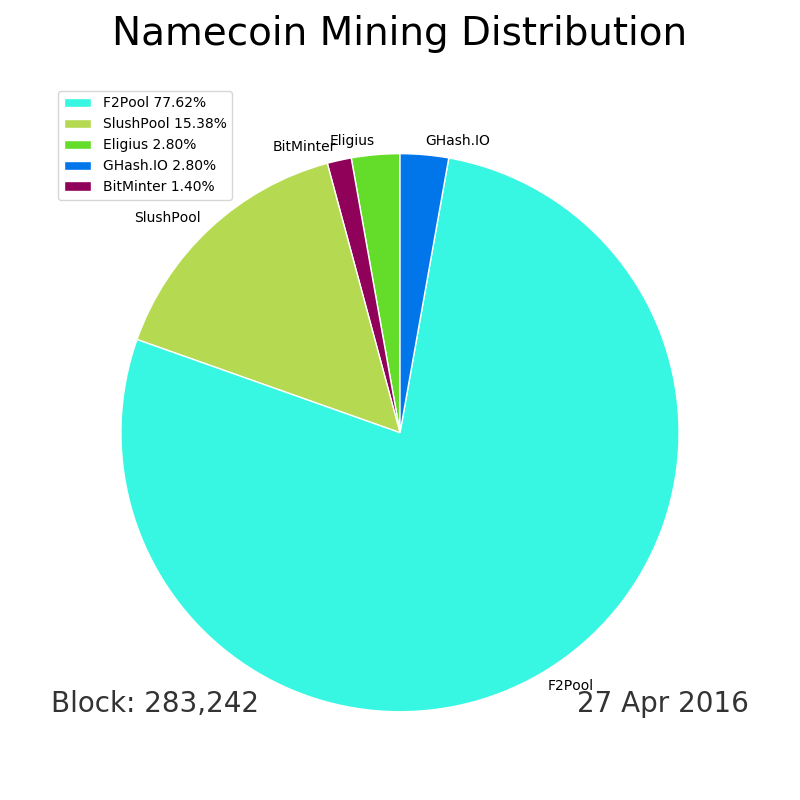 Namecoin Mining Distribution
F2Pool 77.62%
SlushPool 15.38%
Eligius 2.80%
GHash.IO 2.80%
BitMinter 1.40%
BitMinter
Eligius
GHash.IO
SlushPool
F2Pool
Block: 283,242
27 Apr 2016